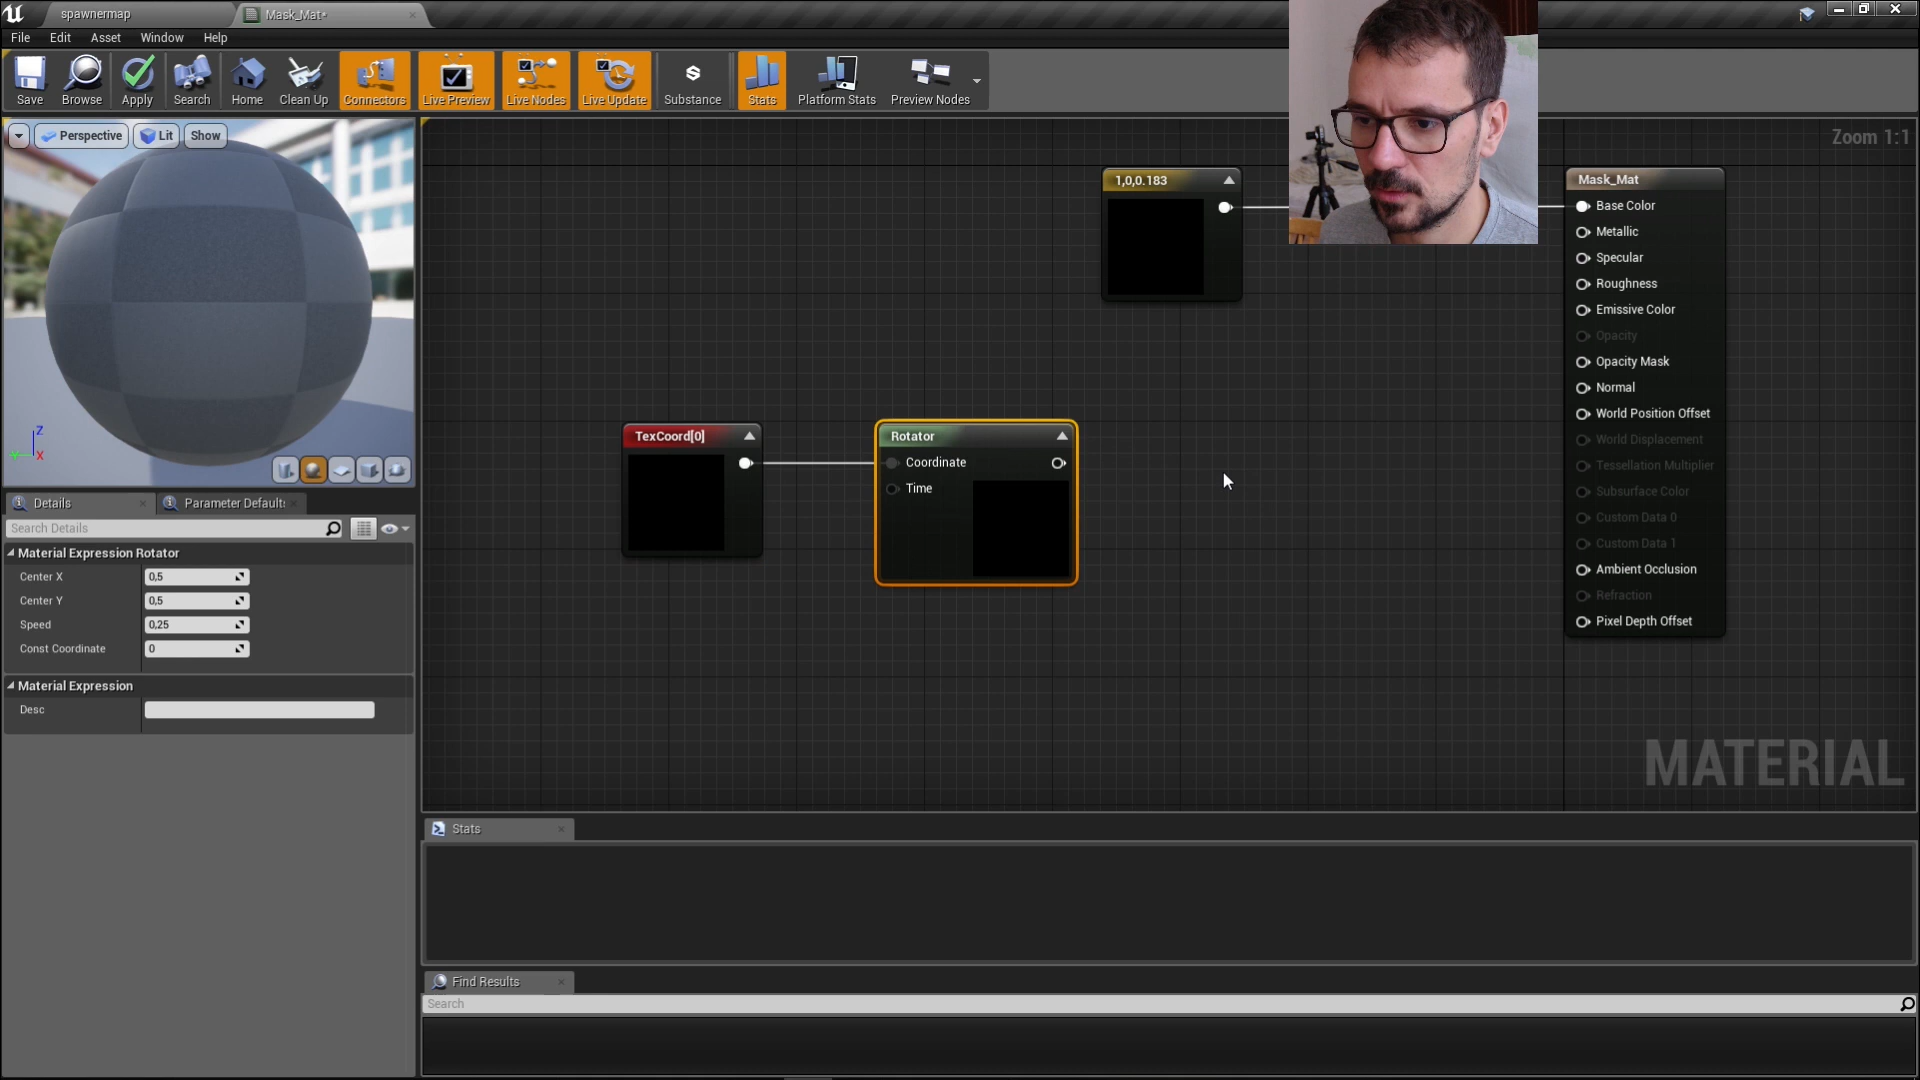 spawnermap
Mask_Mat*
File Edit Asset Window Help
Save Browse Apply Search Home Clean Up Connectors Live Preview Live Nodes Live Update Substance Stats Platform Stats Preview Nodes
Perspective Lit Show
Zoom 1:1
1,0,0.183
Mask_Mat
Base Color
Metallic
Specular
Roughness
Emissive Color
Opacity
Opacity Mask
Normal
World Position Offset
World Displacement
Tessellation Multiplier
Subsurface Color
Custom Data 0
Custom Data 1
Ambient Occlusion
Refraction
Pixel Depth Offset
TexCoord[0]
Rotator
Coordinate
Time
Z
Y
X
Details
Parameter Defaults
Search Details
Material Expression Rotator
Center X 0,5
Center Y 0,5
Speed 0,25
Const Coordinate 0
Material Expression
Desc
MATERIAL
Stats
Find Results
Search